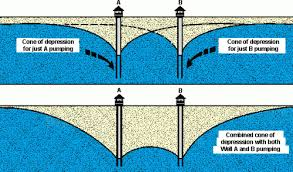 A
B
Cone of depression
for just A pumping
Cone of depression
for just B pumping
A
B
Combined cone of
depresssion with both
Well A and B pumping